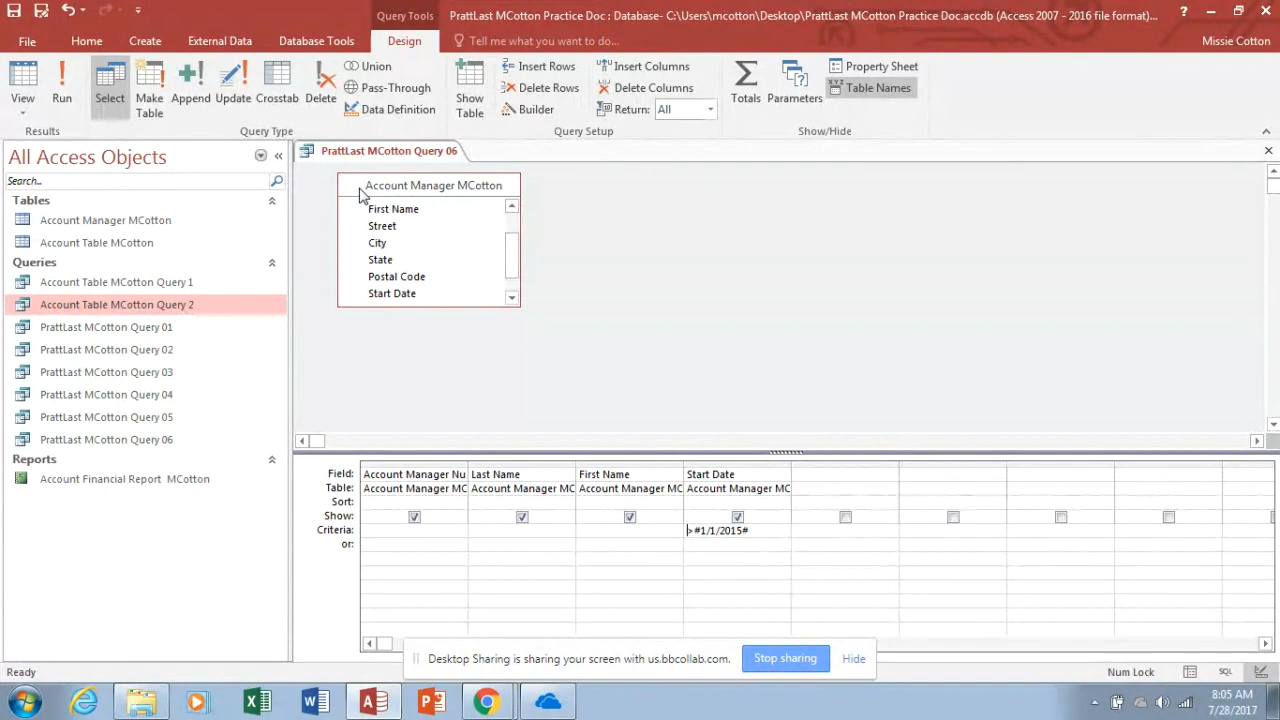 Query Tools
PrattLast MCotton Practice Doc : Database- C:\Users\mcotton\Desktop\PrattLast MCotton Practice Doc.accdb (Access 2007 - 2016 file format)...
?
File
Home
Create
External Data
Database Tools
Design
Tell me what you want to do...
Missie Cotton
View
Run
Select
Make Table
Append
Update
Crosstab
Delete
Union
Pass-Through
Data Definition
Show Table
Insert Rows
Delete Rows
Builder
Insert Columns
Delete Columns
Return: All
Totals
Parameters
Property Sheet
Table Names
Results
Query Type
Query Setup
Show/Hide
All Access Objects
Search...
Tables
Account Manager MCotton
Account Table MCotton
Queries
Account Table MCotton Query 1
Account Table MCotton Query 2
PrattLast MCotton Query 01
PrattLast MCotton Query 02
PrattLast MCotton Query 03
PrattLast MCotton Query 04
PrattLast MCotton Query 05
PrattLast MCotton Query 06
Reports
Account Financial Report MCotton
PrattLast MCotton Query 06
Account Manager MCotton
First Name
Street
City
State
Postal Code
Start Date
Field: Account Manager Nu Last Name First Name Start Date
Table: Account Manager MC Account Manager MC Account Manager MC Account Manager MC
Sort:
Show:
Criteria: >#1/1/2015#
or:
Desktop Sharing is sharing your screen with us.bbcollab.com. Stop sharing Hide
Ready
Num Lock
SQL
8:05 AM
7/28/2017